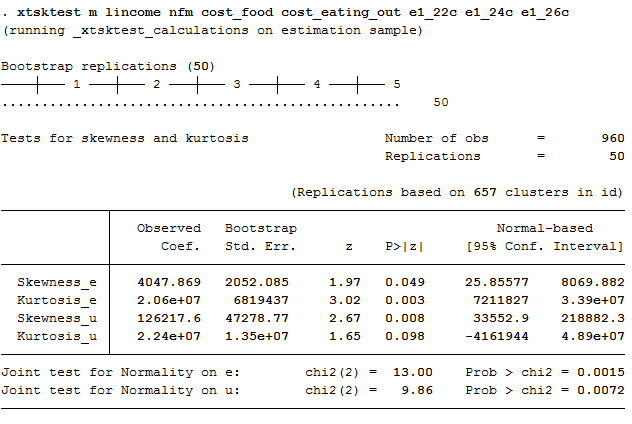 . xtsktest m lincome nfm cost_food cost_eating_out e1_22c e1_24c e1_26c
(running _xtsktest_calculations on estimation sample)
Bootstrap replications (50)
1 2 3 4 5
.................................................. 50
Tests for skewness and kurtosis Number of obs = 960
Replications = 50
(Replications based on 657 clusters in id)
Observed Bootstrap Normal-based
Coef. Std. Err. z P>|z| [95% Conf. Interval]
Skewness_e 4047.869 2052.085 1.97 0.049 25.85577 8069.882
Kurtosis_e 2.06e+07 6819437 3.02 0.003 7211827 3.39e+07
Skewness_u 126217.6 47278.77 2.67 0.008 33552.9 218882.3
Kurtosis_u 2.24e+07 1.35e+07 1.65 0.098 -4161944 4.89e+07
Joint test for Normality on e: chi2(2) = 13.00 Prob > chi2 = 0.0015
Joint test for Normality on u: chi2(2) = 9.86 Prob > chi2 = 0.0072